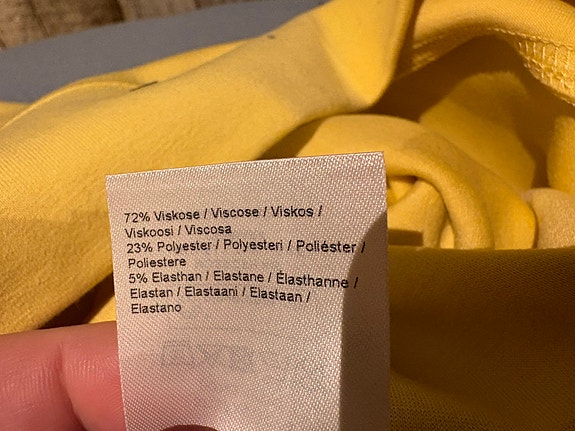 72% Viskose / Viscose / Viskos /
Viskoosi / Viscosa
23% Polyester / Polyesteri / Poliéster /
Poliestere
5% Elasthan / Elastane / Élasthanne /
Elastan / Elastaani / Elastaan /
Elastano